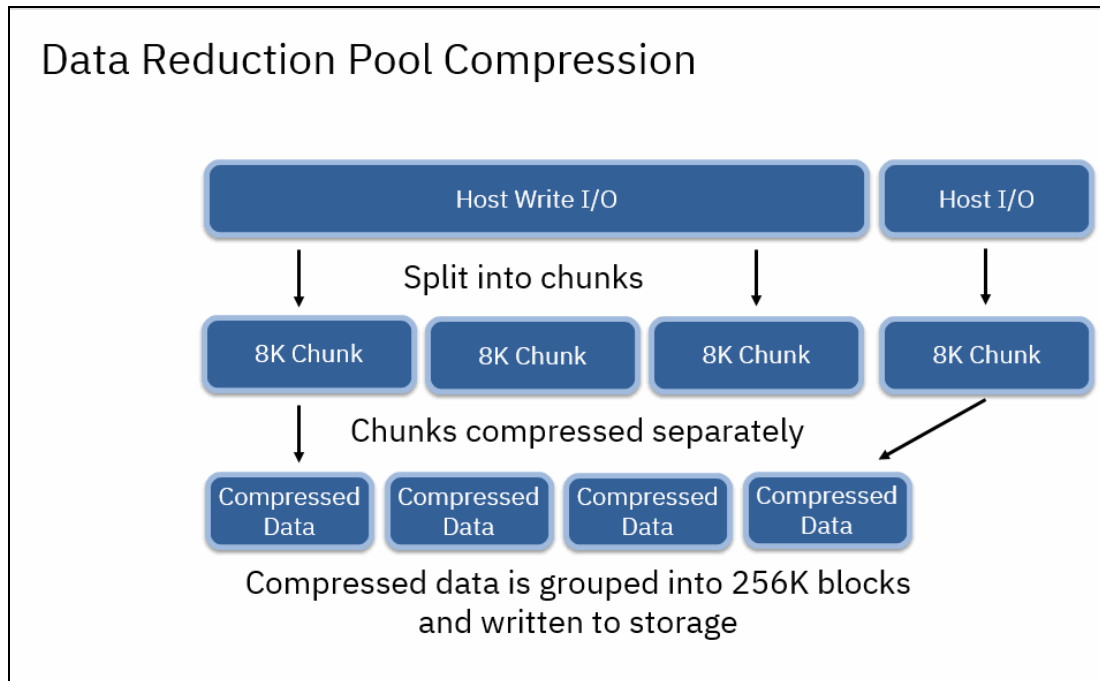 Data Reduction Pool Compression
Host Write I/O
Host I/O
Split into chunks
8K Chunk
8K Chunk
8K Chunk
8K Chunk
Chunks compressed separately
Compressed
Data
Compressed
Data
Compressed
Data
Compressed
Data
Compressed data is grouped into 256K blocks
and written to storage